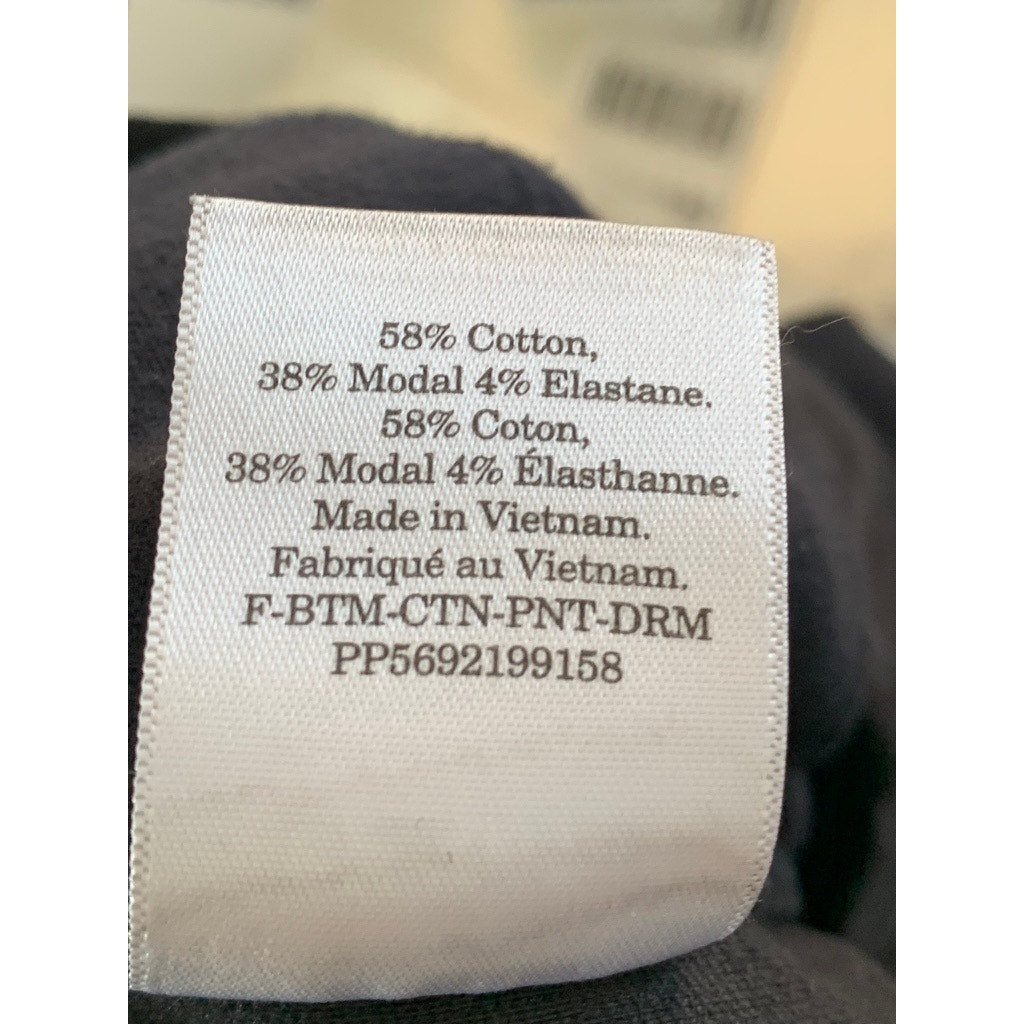 58% Cotton,
38% Modal 4% Elastane.
58% Coton,
38% Modal 4% Élasthanne.
Made in Vietnam.
Fabriqué au Vietnam.
F-BTM-CTN-PNT-DRM
PP5692199158